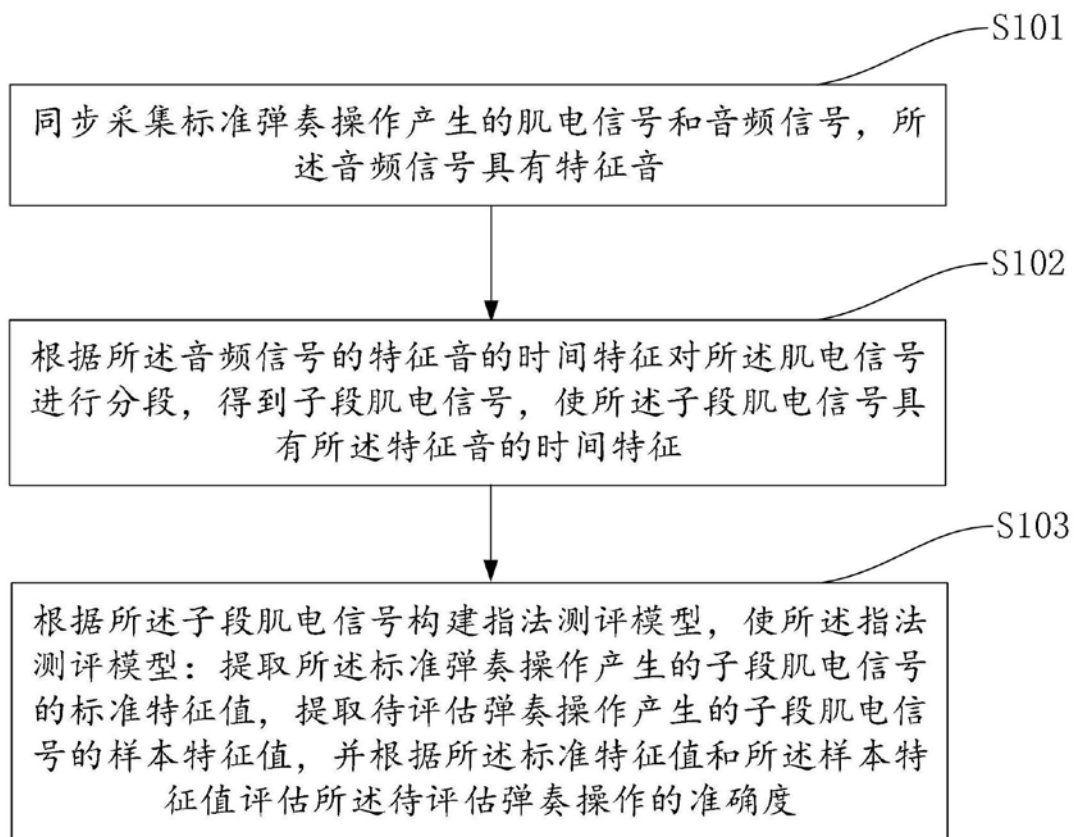 S101
同步采集标准弹奏操作产生的肌电信号和音频信号，所
述音频信号具有特征音
S102
根据所述音频信号的特征音的时间特征对所述肌电信号
进行分段，得到子段肌电信号，使所述子段肌电信号具
有所述特征音的时间特征
S103
根据所述子段肌电信号构建指法测评模型，使所述指法
测评模型：提取所述标准弹奏操作产生的子段肌电信号
的标准特征值，提取待评估弹奏操作产生的子段肌电信
号的样本特征值，并根据所述标准特征值和所述样本特
征值评估所述待评估弹奏操作的准确度